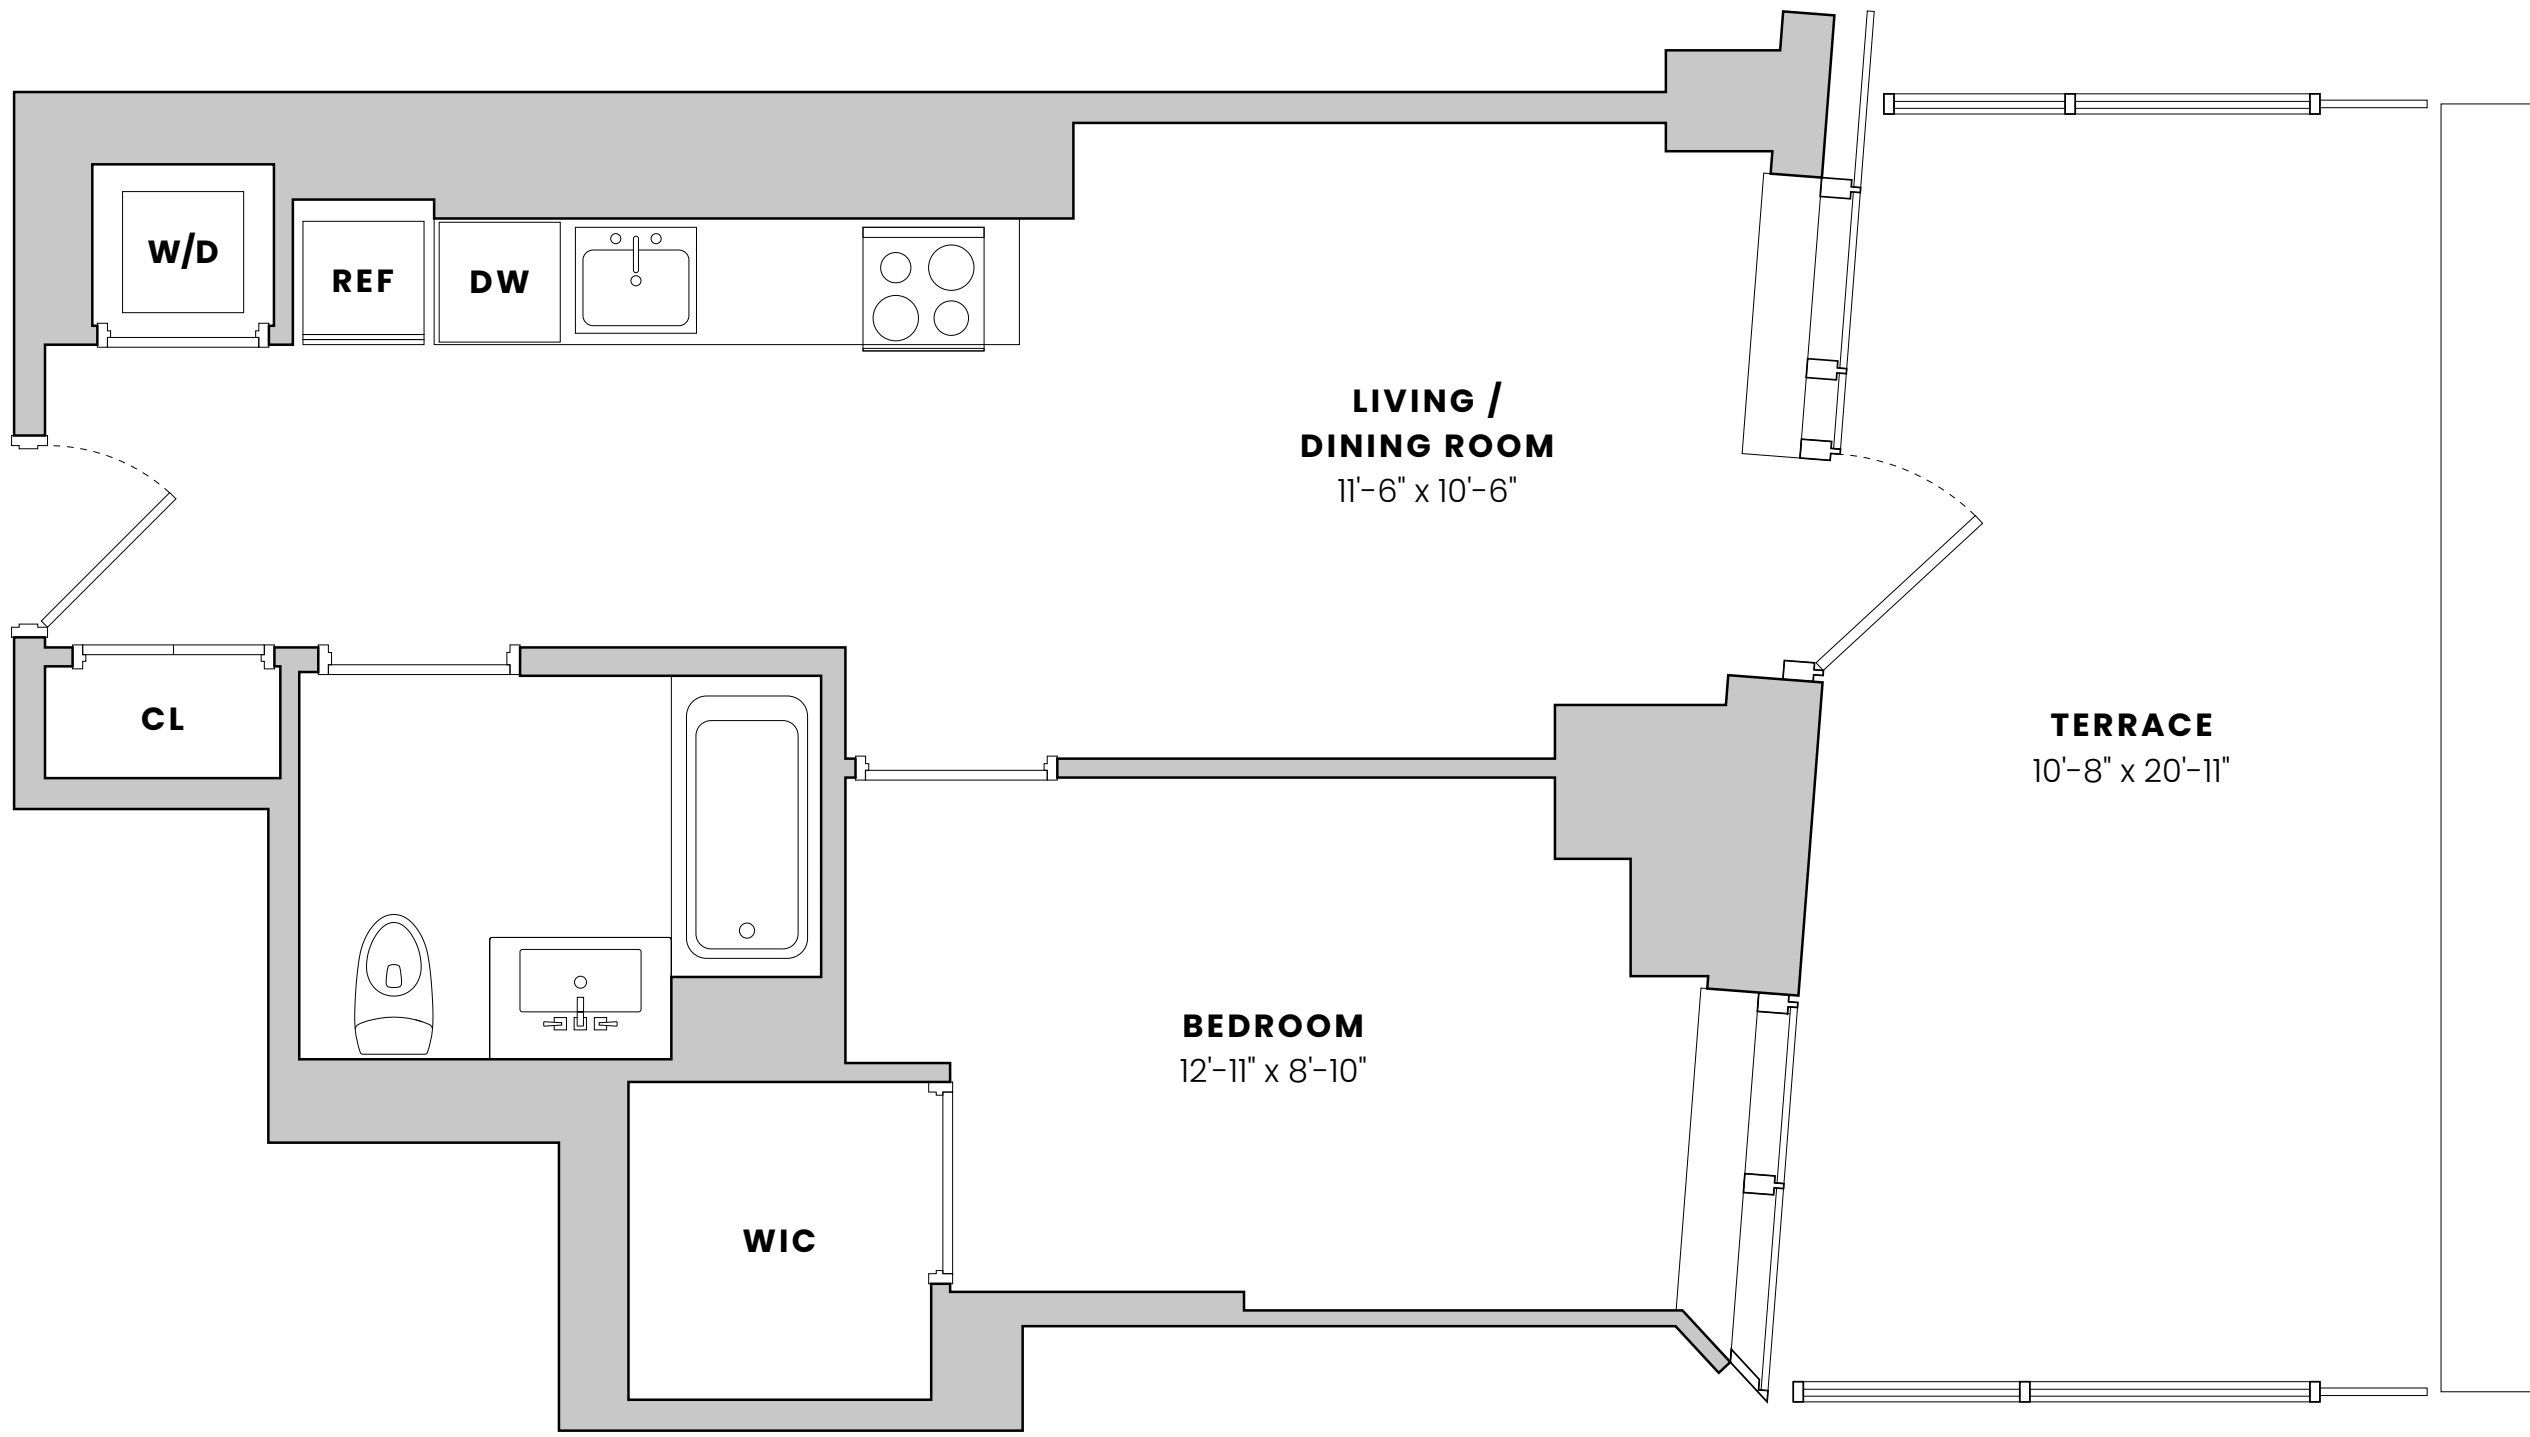 W/D
REF
DW
LIVING /
DINING ROOM
11'-6" x 10'-6"
CL
TERRACE
10'-8" x 20'-11"
BEDROOM
12'-11" x 8'-10"
WIC